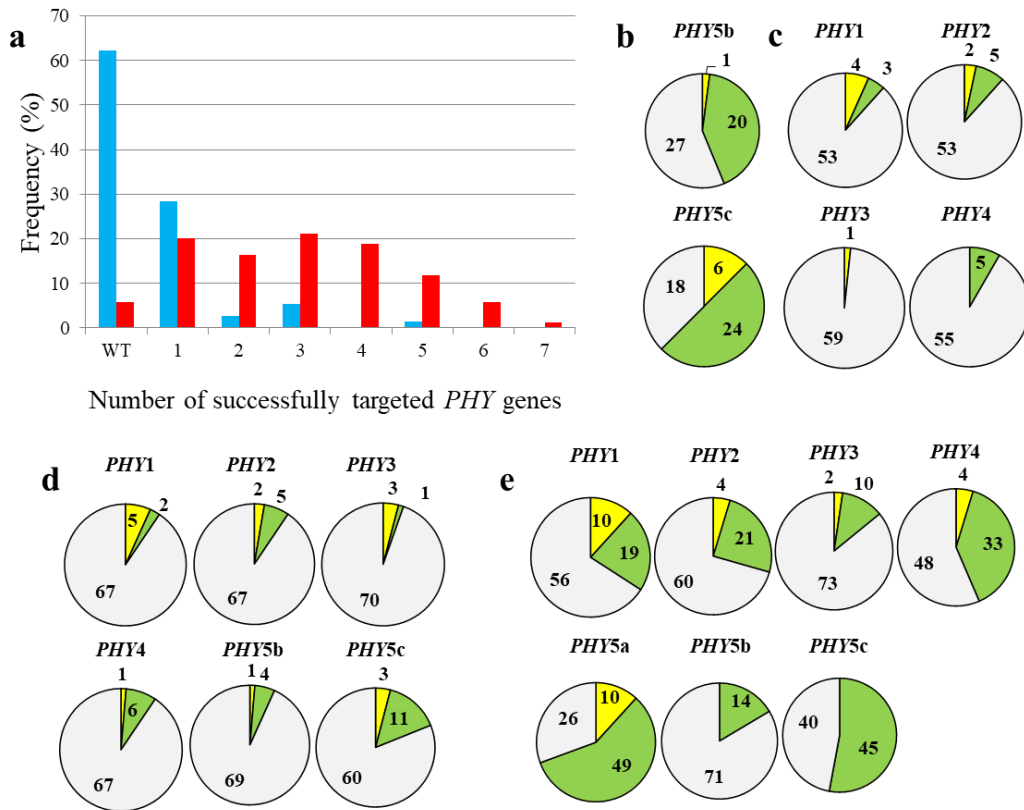 a
70
60
50
40
30
20
10
0
Frequency (%)
WT 1 2 3 4 5 6 7
Number of successfully targeted PHY genes
b
PHY5b
1
20
27
PHY5c
6
18
24
c
PHY1
4 3
53
PHY2
2 5
53
PHY3
1
59
PHY4
5
55
d
PHY1
5 2
67
PHY2
2 5
67
PHY3
3 1
70
PHY4
1
6
67
PHY5b
1 4
69
PHY5c
3
11
60
e
PHY1
10
19
56
PHY2
4
21
60
PHY3
2 10
73
PHY4
4
33
48
PHY5a
10
26
49
PHY5b
14
71
PHY5c
40
45